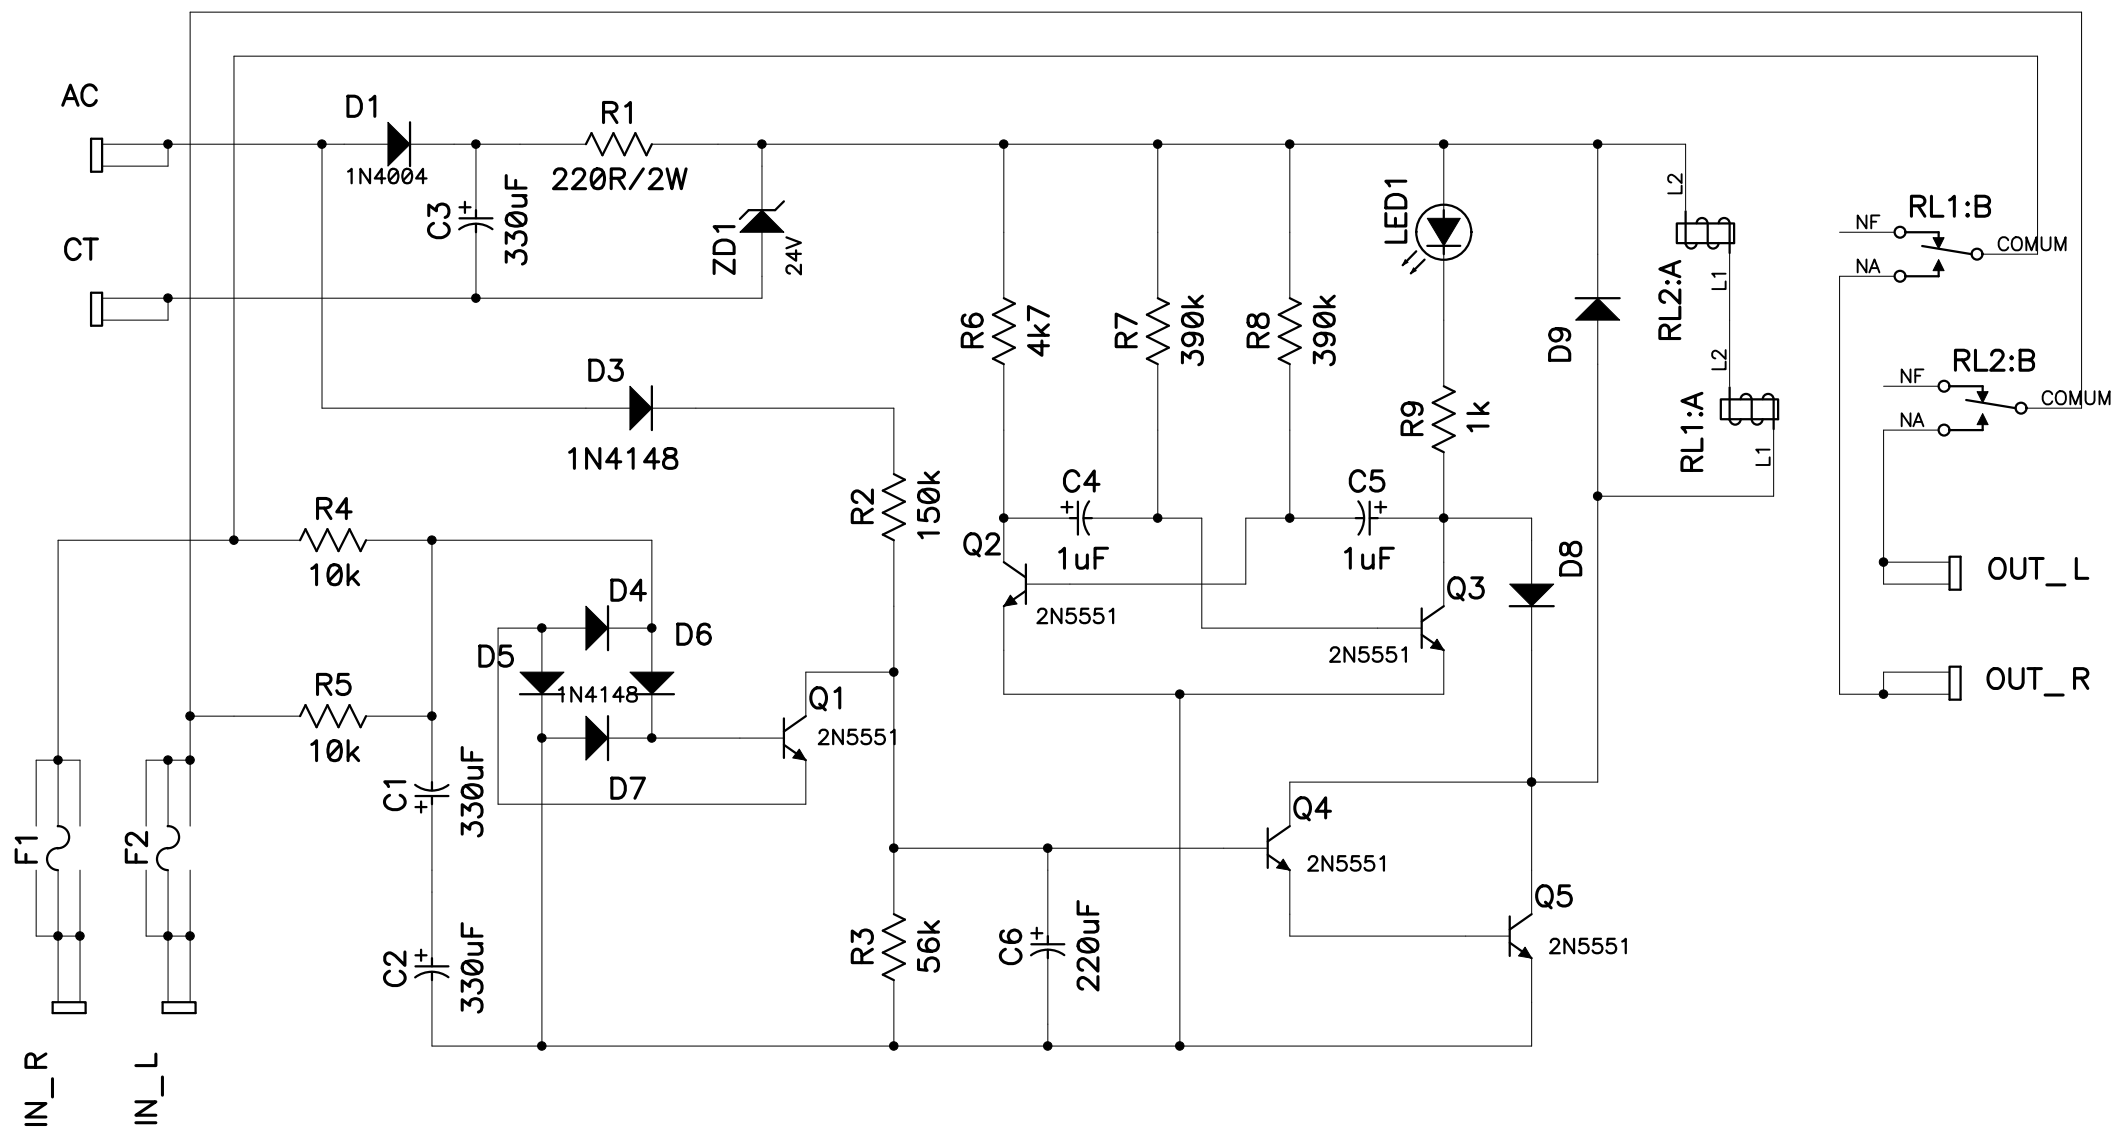 AC
CT
D1
1N4004
R1
220R/2W
C3
+
330uF
ZD1
24V
D3
1N4148
R2
150k
R4
10k
R5
10k
D4
D5
D6
1N4148
D7
Q1
2N5551
C1
+
330uF
C2
+
330uF
F1
F2
IN_R
IN_L
R3
56k
C6
+
220uF
R6
4k7
R7
390k
R8
390k
LED1
R9
1k
C4
+
1uF
C5
+
1uF
Q2
2N5551
Q3
2N5551
D8
D9
Q4
2N5551
Q5
2N5551
L2
RL2:A
L1
L2
RL1:A
L1
RL1:B
NF
COMUM
NA
RL2:B
NF
COMUM
NA
OUT_L
OUT_R